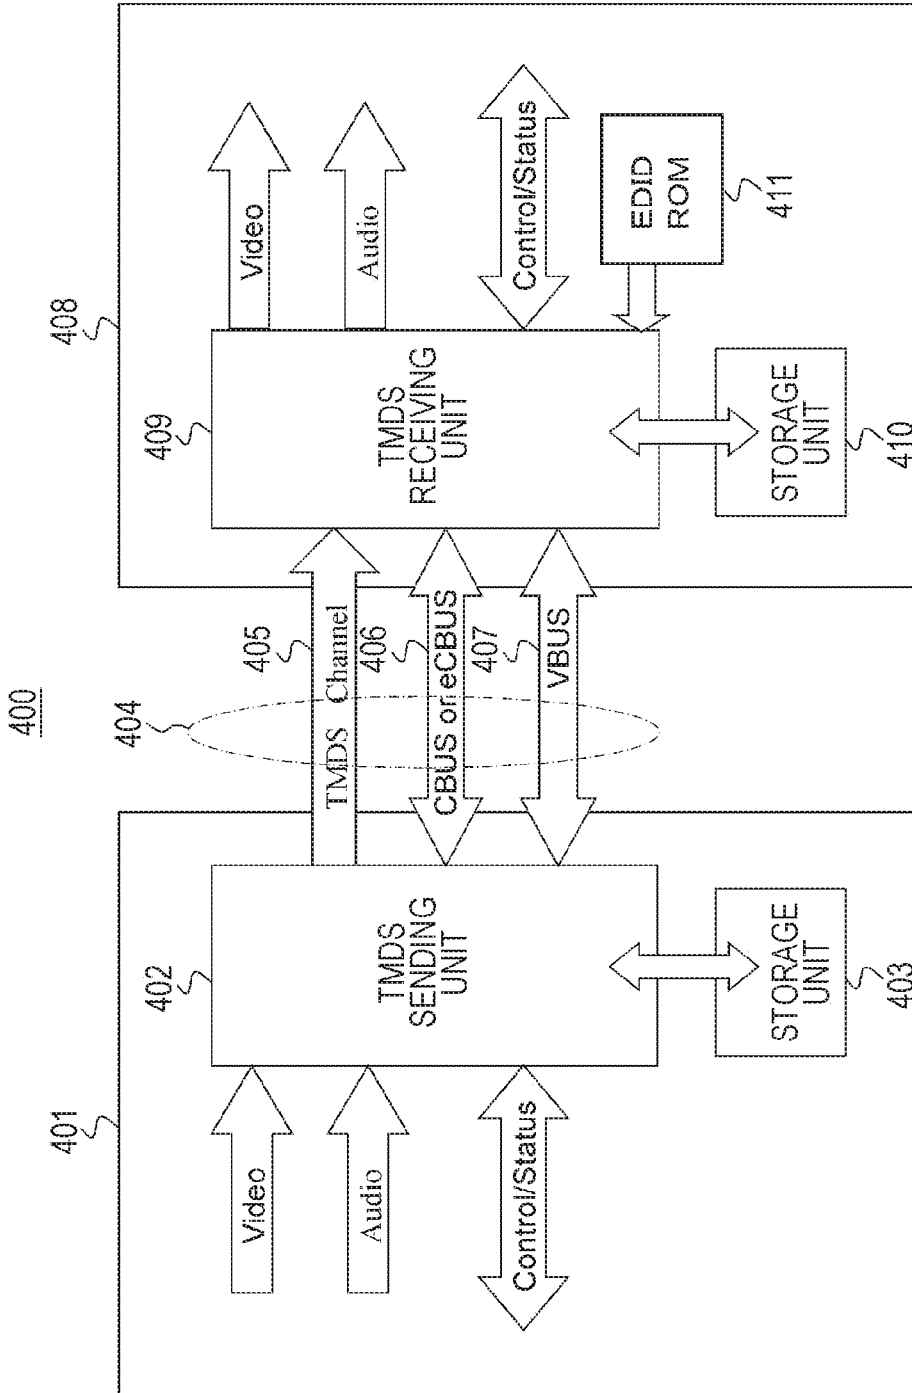 400
401
402
Video
Audio
Control/Status
TMDS
SENDING
UNIT
STORAGE
UNIT
403
404
405
TMDS Channel
406
CBUS or eCBUS
407
VBUS
408
409
TMDS
RECEIVING
UNIT
Video
Audio
Control/Status
EDID
ROM
411
STORAGE
UNIT
410